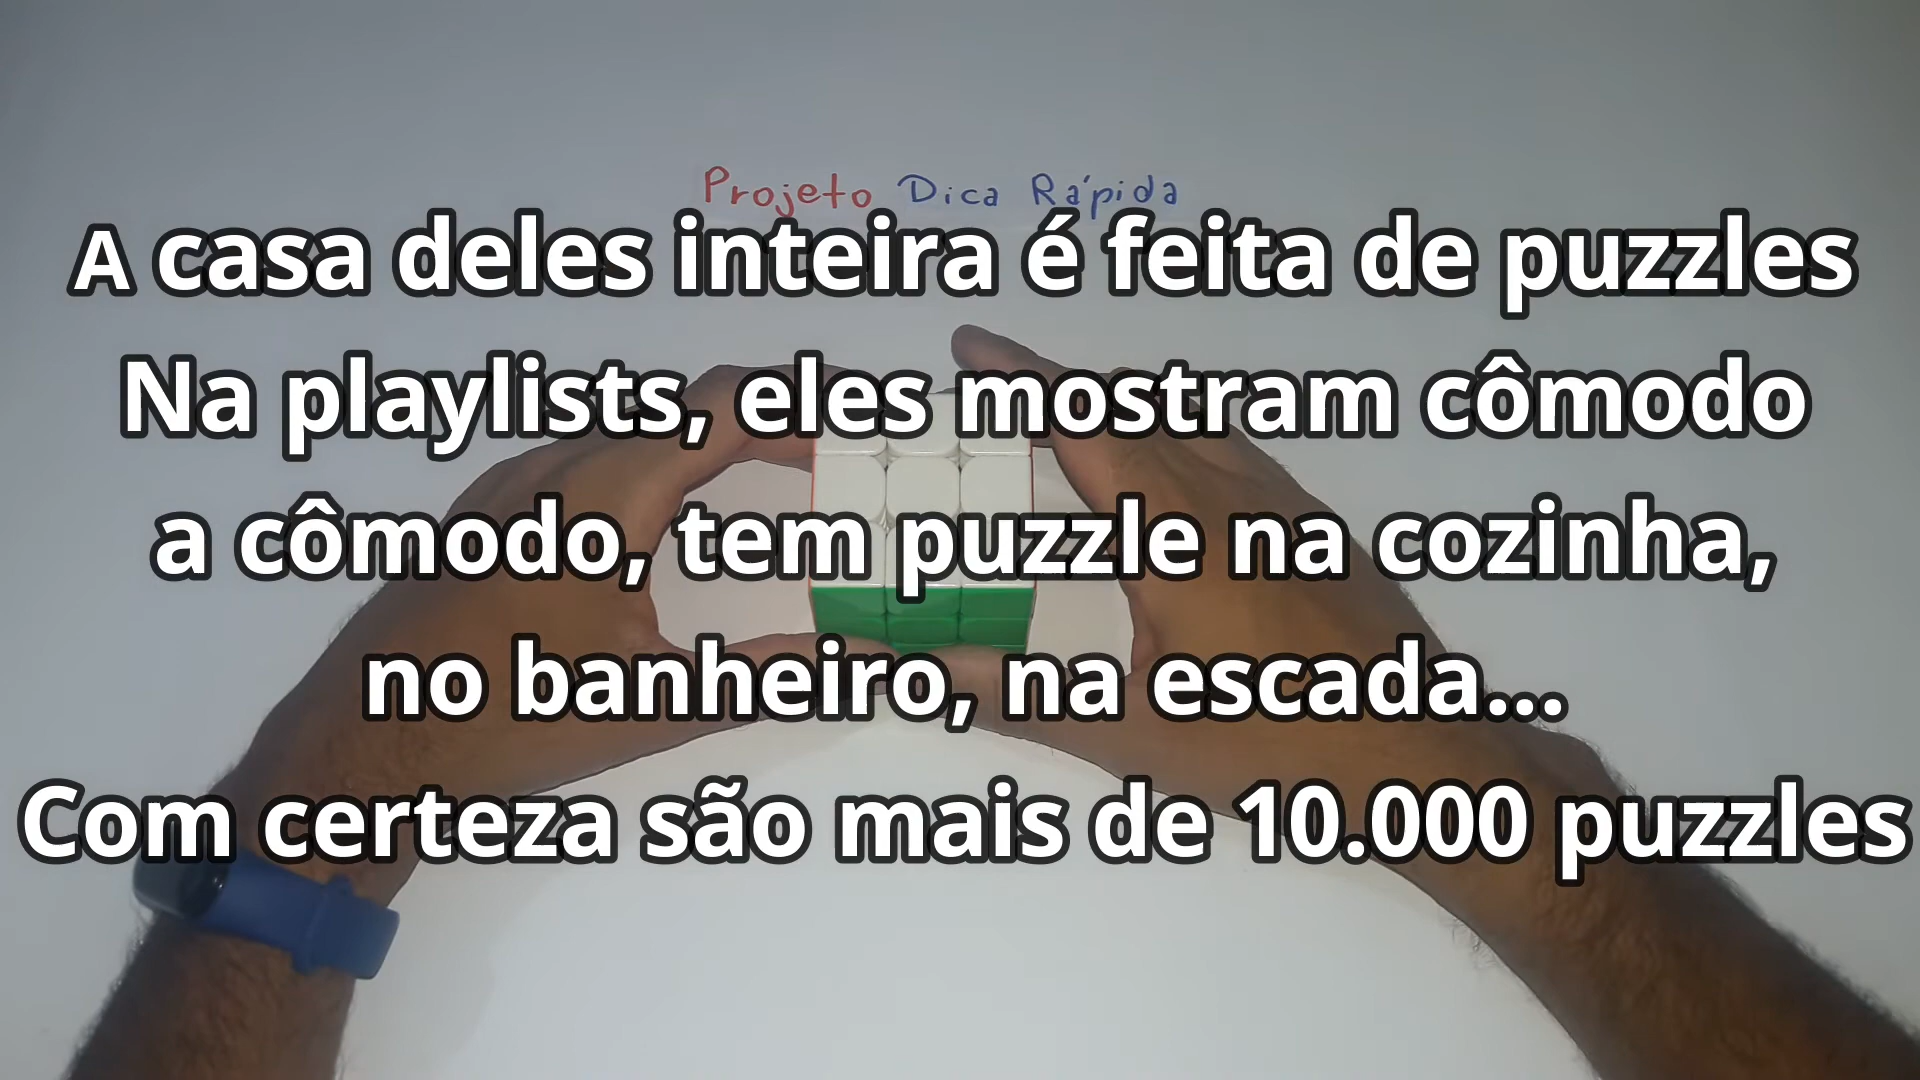 Projeto Dica Rápida
A casa deles inteira é feita de puzzles
Na playlists, eles mostram cômodo
a cômodo, tem puzzle na cozinha,
no banheiro, na escada...
Com certeza são mais de 10.000 puzzles